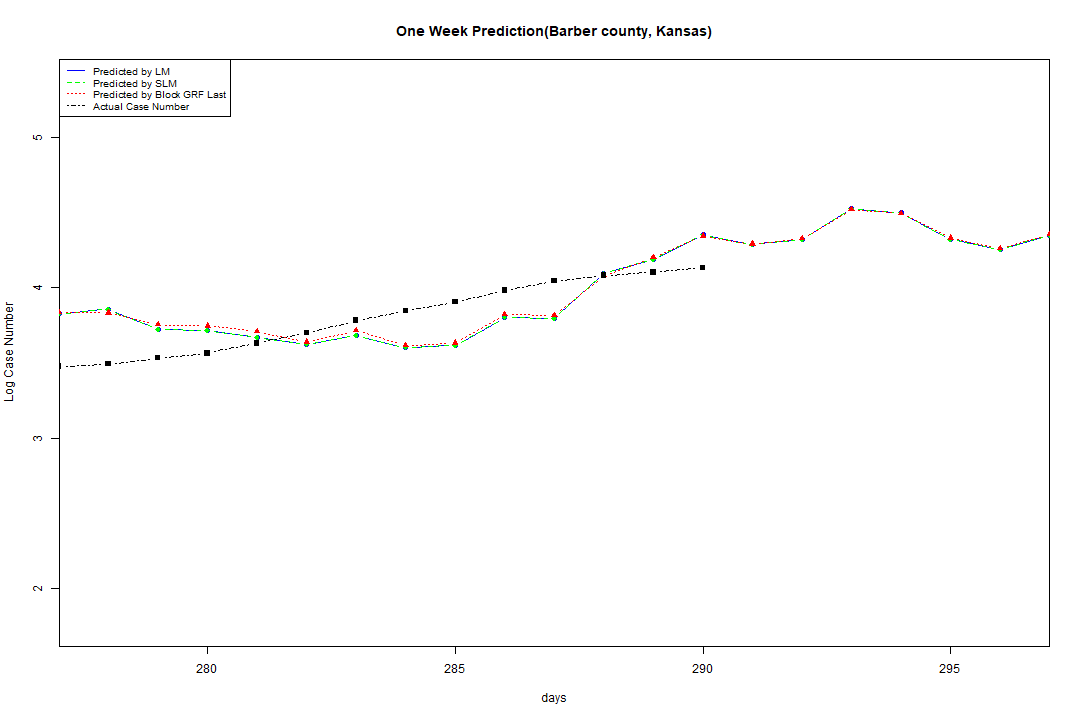 One Week Prediction(Barber county, Kansas)
Predicted by LM
Predicted by SLM
Predicted by Block GRF Last
Actual Case Number
5
4
3
2
Log Case Number
280 285 290 295
days